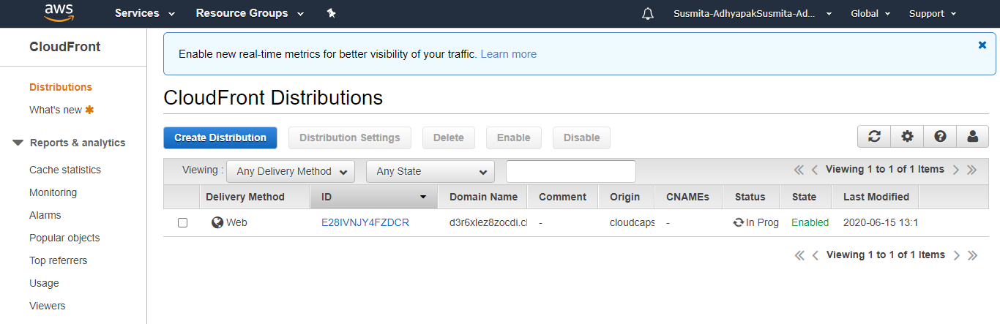 aws Services Resource Groups Susmita-AdhyapakSusmita-Ad... Global Support
CloudFront
Enable new real-time metrics for better visibility of your traffic. Learn more
Distributions
What's new
Reports & analytics
Cache statistics
Monitoring
Alarms
Popular objects
Top referrers
Usage
Viewers
CloudFront Distributions
Create Distribution Distribution Settings Delete Enable Disable
Viewing : Any Delivery Method Any State Viewing 1 to 1 of 1 Items
Delivery Method ID Domain Name Comment Origin CNAMEs Status State Last Modified
Web E28IVNJY4FZDCR d3r6xlez8zocdi.cl - cloudcaps - In Prog Enabled 2020-06-15 13:1
Viewing 1 to 1 of 1 Items